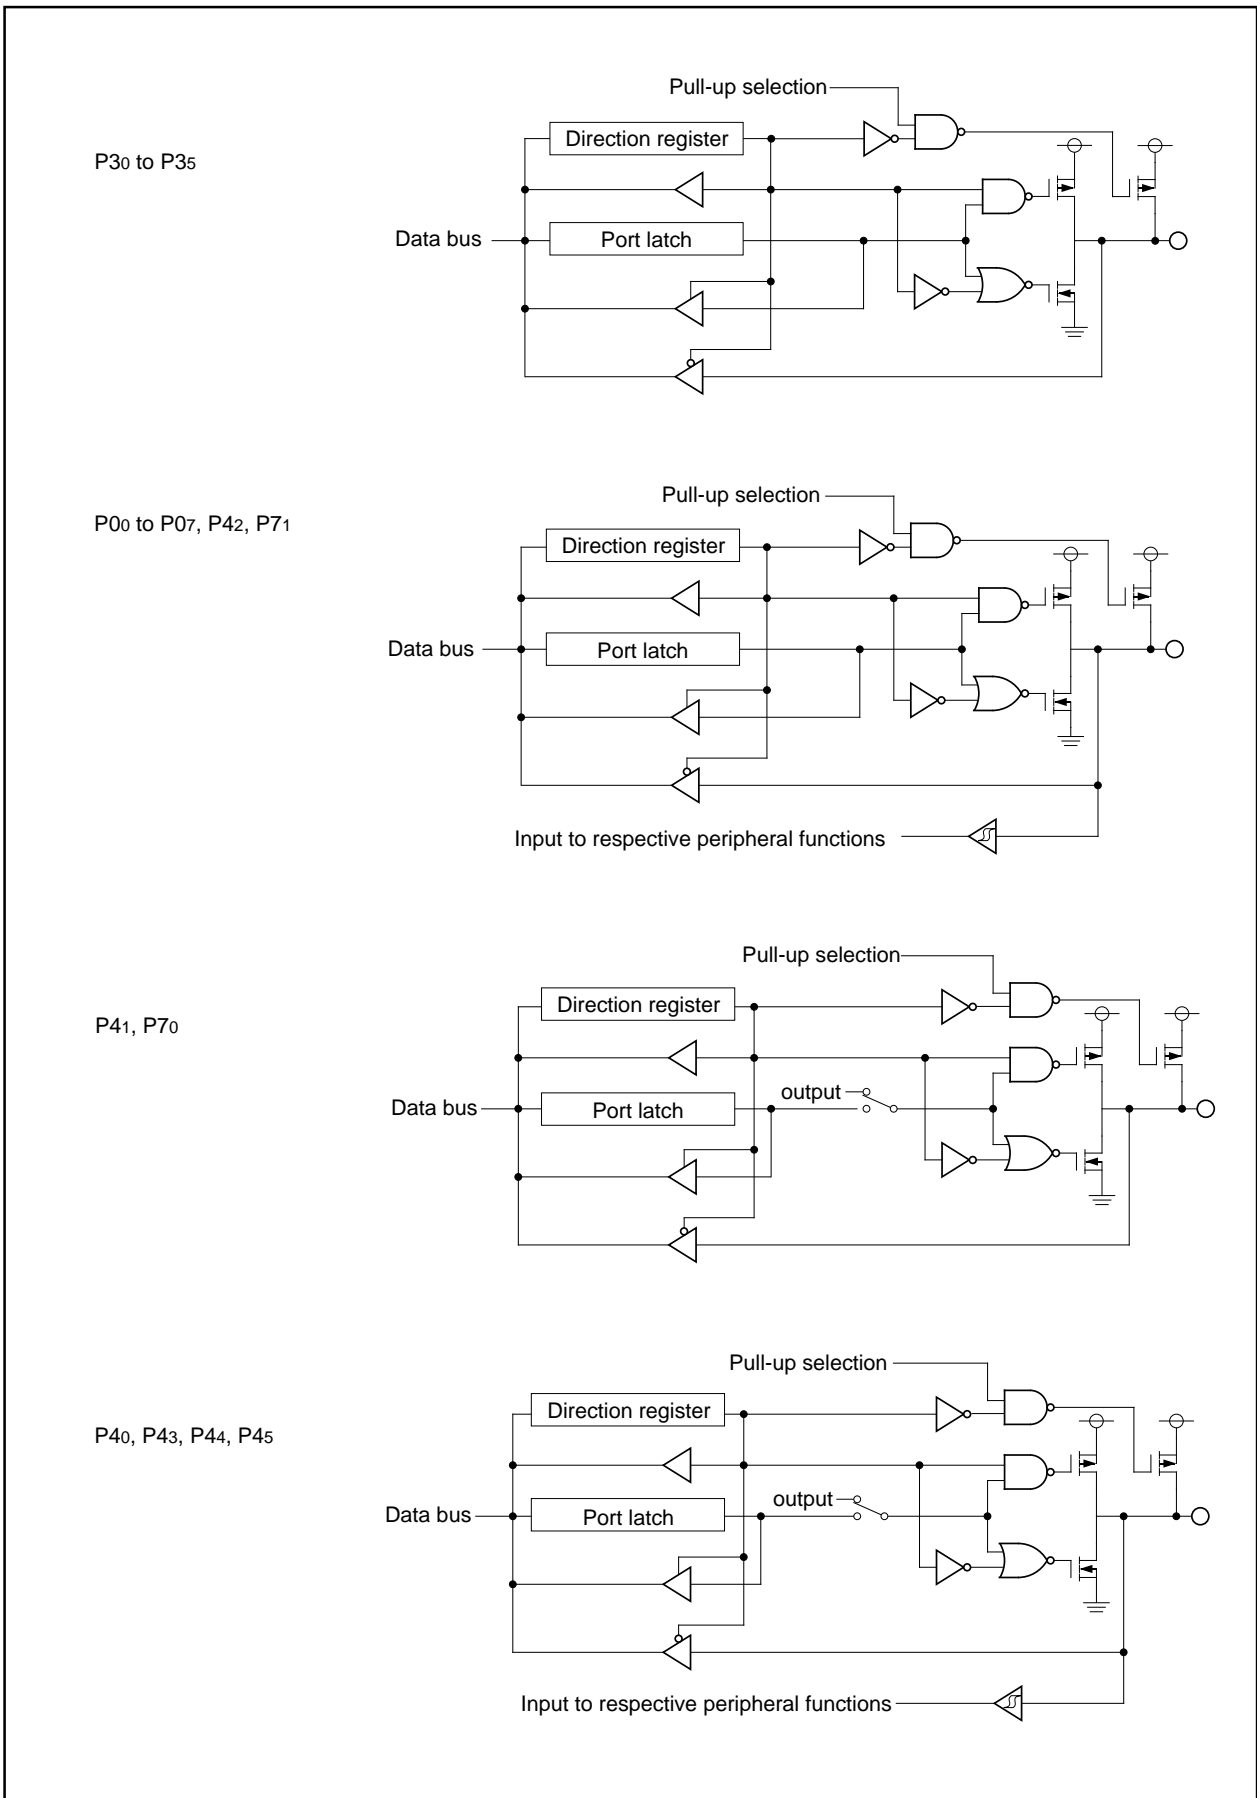 Pull-up selection
Direction register
P30 to P35
Data bus
Port latch
Pull-up selection
P00 to P07, P42, P71
Direction register
Data bus
Port latch
Input to respective peripheral functions
Pull-up selection
Direction register
P41, P70
output
Data bus
Port latch
Pull-up selection
Direction register
P40, P43, P44, P45
output
Data bus
Port latch
Input to respective peripheral functions